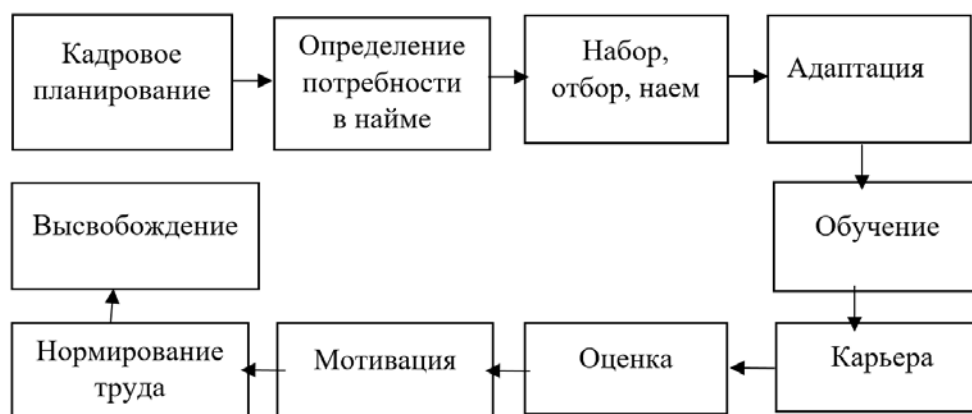 Кадровое
планирование
Определение
потребности
в найме
Набор,
отбор, наем
Адаптация
Обучение
Карьера
Оценка
Мотивация
Нормирование
труда
Высвобождение